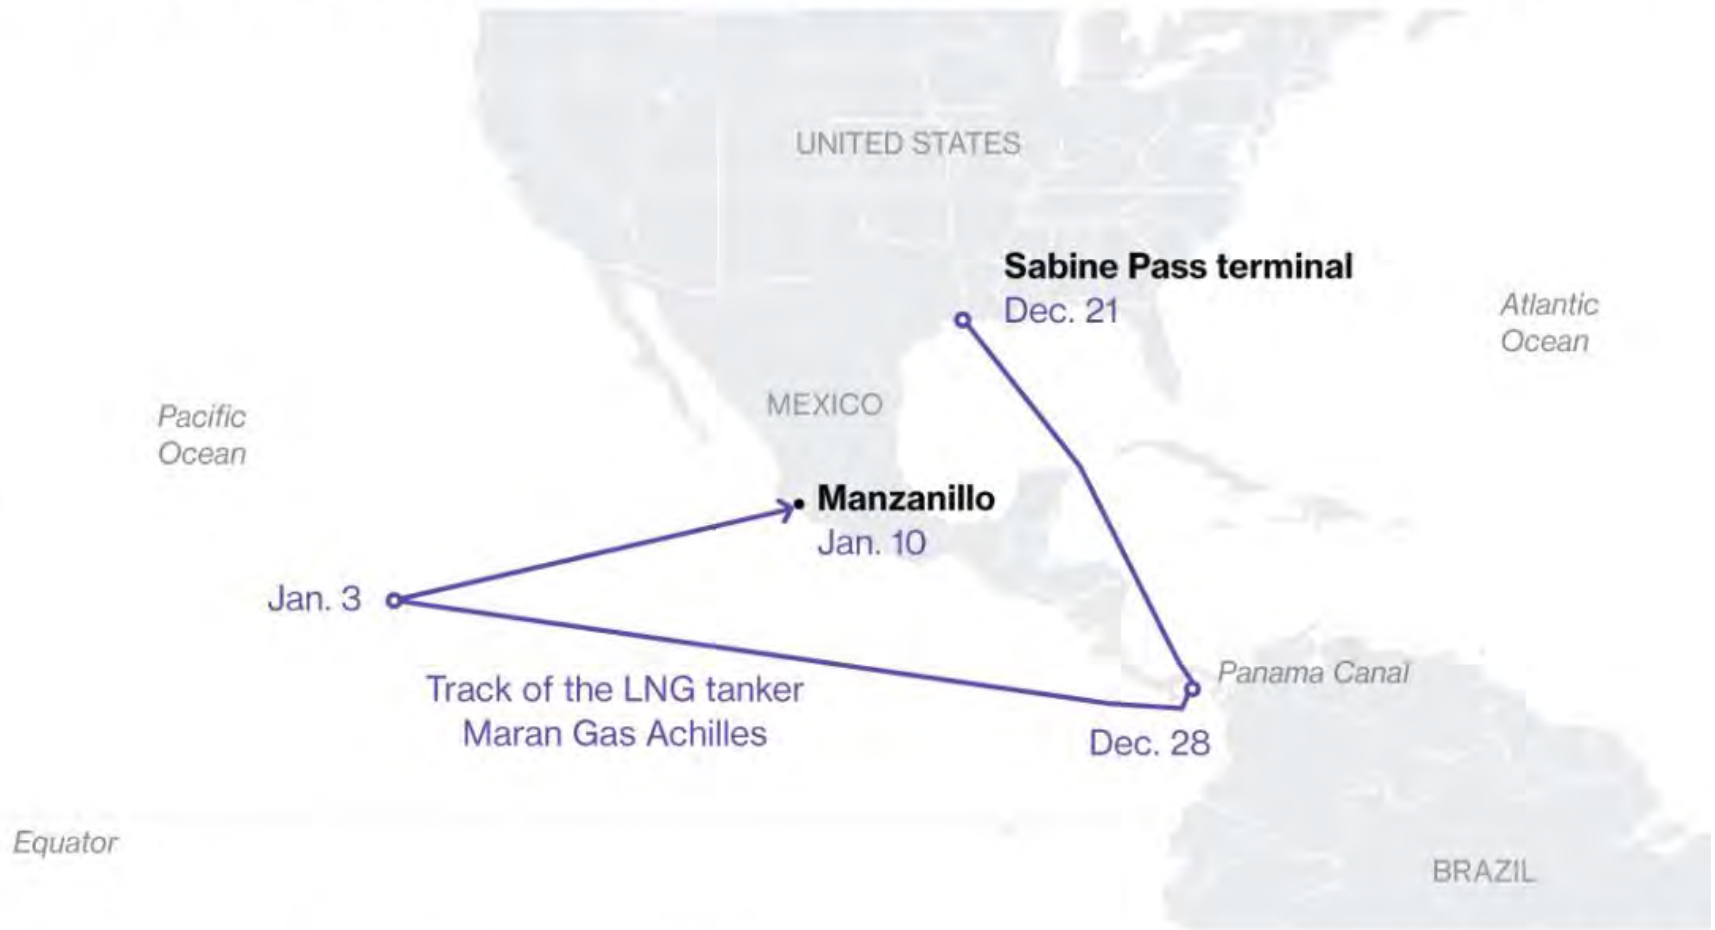 UNITED STATES
Sabine Pass terminal
Dec. 21
Atlantic
Ocean
Pacific
Ocean
MEXICO
Manzanillo
Jan. 10
Jan. 3
Panama Canal
Track of the LNG tanker
Maran Gas Achilles
Dec. 28
Equator
BRAZIL